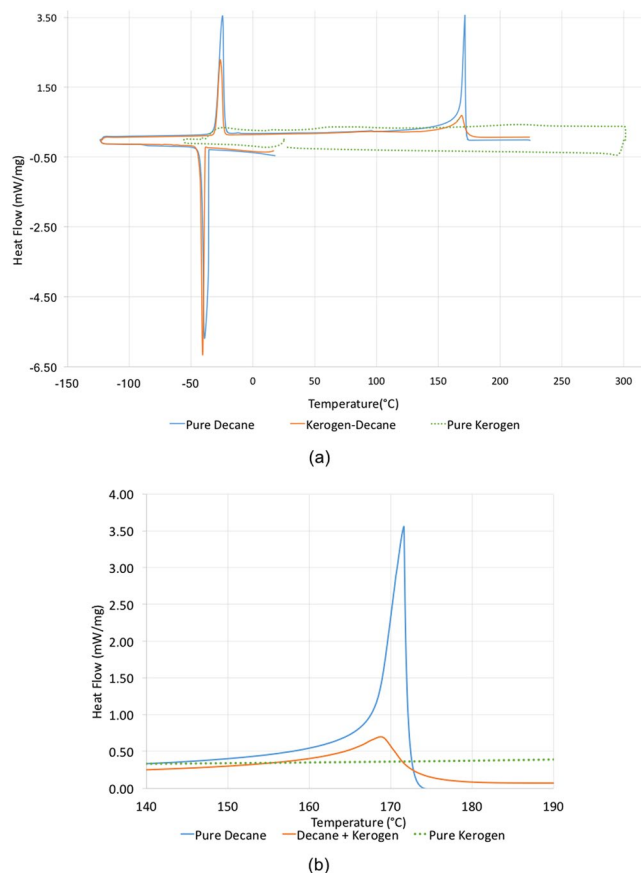 3.50
1.50
-0.50
-2.50
-4.50
-6.50
Heat Flow (mW/mg)
-150 -100 -50 0 50 100 150 200 250 300
Temperature(°C)
Pure Decane Kerogen-Decane Pure Kerogen
(a)
4.00
3.50
3.00
2.50
2.00
1.50
1.00
0.50
0.00
Heat Flow (mW/mg)
140 150 160 170 180 190
Temperature (°C)
Pure Decane Decane + Kerogen Pure Kerogen
(b)